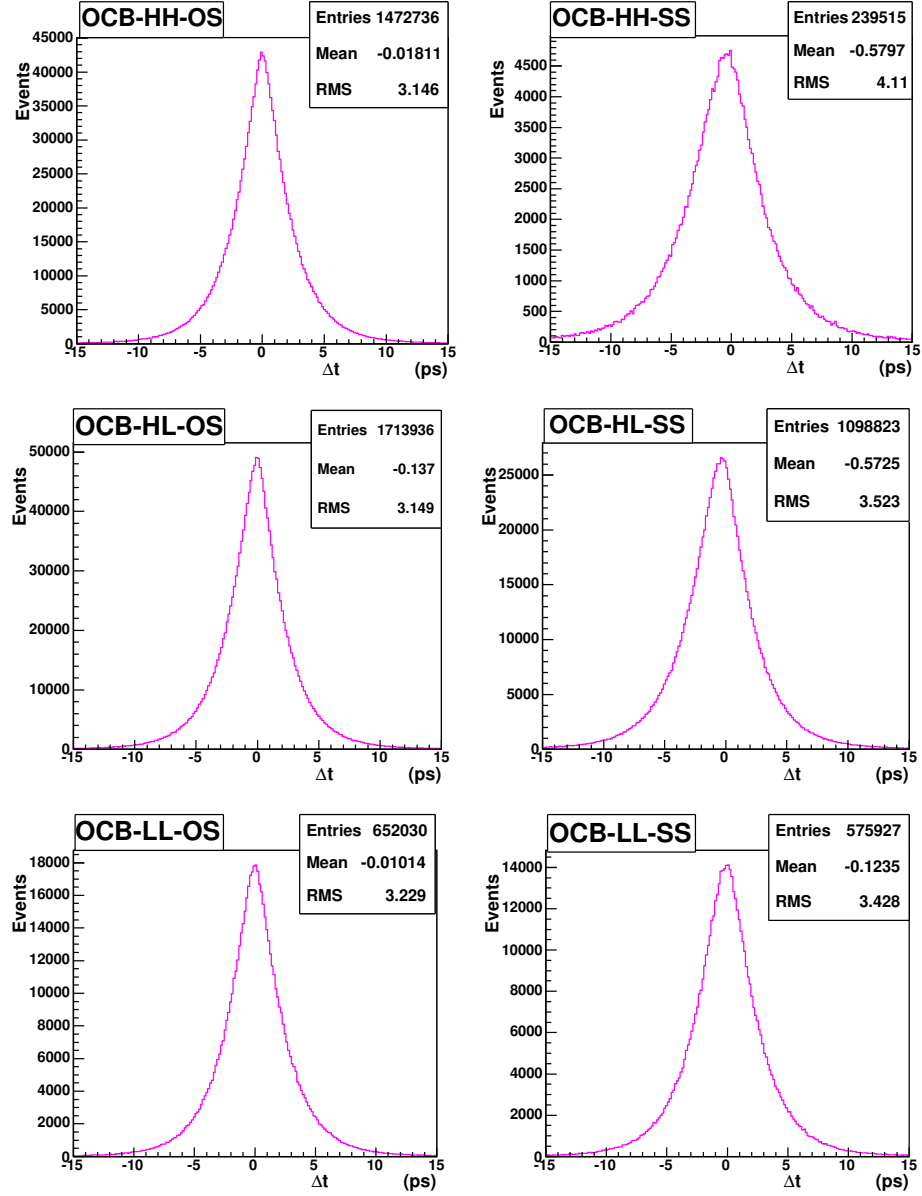 OCB-HH-OS
Entries 1472736
Mean -0.01811
RMS 3.146
Events
45000
40000
35000
30000
25000
20000
15000
10000
5000
0
-15 -10 -5 0 5 10 15
Δt (ps)
OCB-HH-SS
Entries 239515
Mean -0.5797
RMS 4.11
Events
4500
4000
3500
3000
2500
2000
1500
1000
500
0
-15 -10 -5 0 5 10 15
Δt (ps)
OCB-HL-OS
Entries 1713936
Mean -0.137
RMS 3.149
Events
50000
40000
30000
20000
10000
0
-15 -10 -5 0 5 10 15
Δt (ps)
OCB-HL-SS
Entries 1098823
Mean -0.5725
RMS 3.523
Events
25000
20000
15000
10000
5000
0
-15 -10 -5 0 5 10 15
Δt (ps)
OCB-LL-OS
Entries 652030
Mean -0.01014
RMS 3.229
Events
18000
16000
14000
12000
10000
8000
6000
4000
2000
0
-15 -10 -5 0 5 10 15
Δt (ps)
OCB-LL-SS
Entries 575927
Mean -0.1235
RMS 3.428
Events
14000
12000
10000
8000
6000
4000
2000
0
-15 -10 -5 0 5 10 15
Δt (ps)